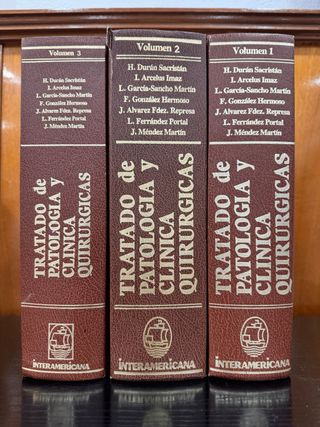 Volumen 3
H. Durán Sacristán
I. Arcelus Imaz
L. García-Sancho Martín
F. González Hermoso
J. Alvarez Fdez. Represa
L. Ferrández Portal
J. Méndez Martín
TRATADO de
PATOLOGIA y
CLINICA
QUIRURGICAS
INTERAMERICANA
Volumen 2
H. Durán Sacristán
I. Arcelus Imaz
L. García-Sancho Martín
F. González Hermoso
J. Alvarez Fdez. Represa
L. Ferrández Portal
J. Méndez Martín
TRATADO de
PATOLOGIA y
CLINICA
QUIRURGICAS
INTERAMERICANA
Volumen 1
H. Durán Sacristán
I. Arcelus Imaz
L. García-Sancho Martín
F. González Hermoso
J. Alvarez Fdez. Represa
L. Ferrández Portal
J. Méndez Martín
TRATADO de
PATOLOGIA y
CLINICA
QUIRURGICAS
INTERAMERICANA